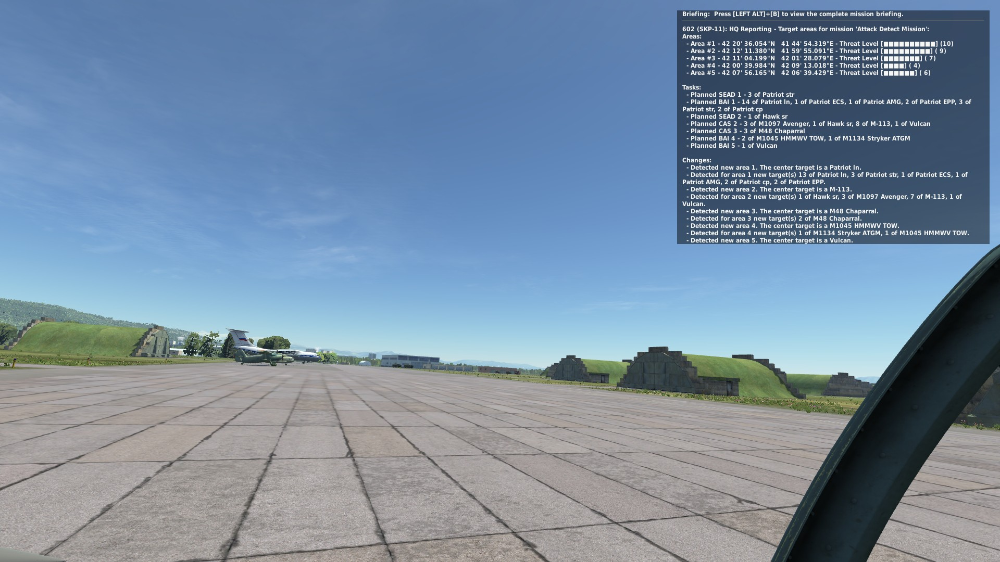 Briefing:  Press [LEFT ALT]+[B] to view the complete mission briefing.
602 (SKP-11): HQ Reporting - Target areas for mission 'Attack Detect Mission':
Areas:
- Area #1 - 42 20' 36.054"N   41 44' 54.319"E - Threat Level [■■■■■■■■■■] (10)
- Area #2 - 42 12' 11.380"N   41 59' 55.091"E - Threat Level [■■■■■■■■■] ( 9)
- Area #3 - 42 11' 04.199"N   42 01' 28.079"E - Threat Level [■■■■■■■] ( 7)
- Area #4 - 42 00' 39.984"N   42 09' 13.018"E - Threat Level [■■■■] ( 4)
- Area #5 - 42 07' 56.165"N   42 06' 39.429"E - Threat Level [■■■■■■] ( 6)
Tasks:
- Planned SEAD 1 - 3 of Patriot str
- Planned BAI 1 - 14 of Patriot ln, 1 of Patriot ECS, 1 of Patriot AMG, 2 of Patriot EPP, 3 of
Patriot str, 2 of Patriot cp
- Planned SEAD 2 - 1 of Hawk sr
- Planned CAS 2 - 3 of M1097 Avenger, 1 of Hawk sr, 8 of M-113, 1 of Vulcan
- Planned CAS 3 - 3 of M48 Chaparral
- Planned BAI 4 - 2 of M1045 HMMWV TOW, 1 of M1134 Stryker ATGM
- Planned BAI 5 - 1 of Vulcan
Changes:
- Detected new area 1. The center target is a Patriot ln.
- Detected for area 1 new target(s) 13 of Patriot ln, 3 of Patriot str, 1 of Patriot ECS, 1 of
Patriot AMG, 2 of Patriot cp, 2 of Patriot EPP.
- Detected new area 2. The center target is a M-113.
- Detected for area 2 new target(s) 1 of Hawk sr, 3 of M1097 Avenger, 7 of M-113, 1 of
Vulcan.
- Detected new area 3. The center target is a M48 Chaparral.
- Detected for area 3 new target(s) 2 of M48 Chaparral.
- Detected new area 4. The center target is a M1045 HMMWV TOW.
- Detected for area 4 new target(s) 1 of M1134 Stryker ATGM, 1 of M1045 HMMWV TOW.
- Detected new area 5. The center target is a Vulcan.